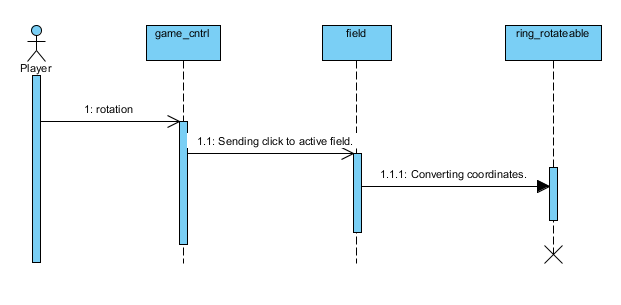 game_cntrl
field
ring_rotateable
Player
1: rotation
1.1: Sending click to active field.
1.1.1: Converting coordinates.